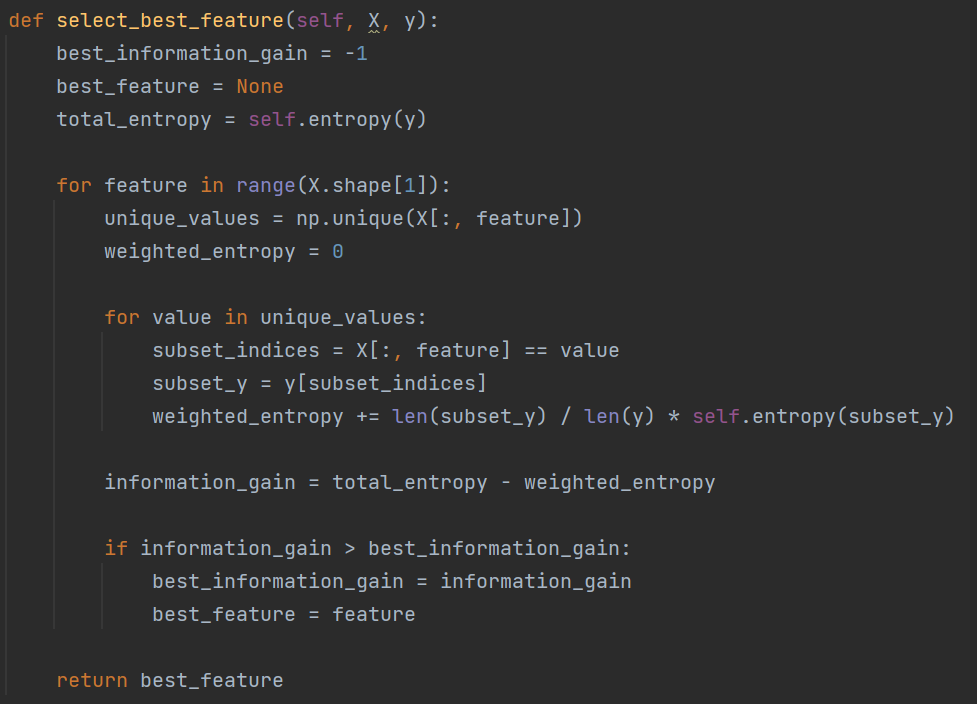 def select_best_feature(self, X, y):
    best_information_gain = -1
    best_feature = None
    total_entropy = self.entropy(y)

    for feature in range(X.shape[1]):
        unique_values = np.unique(X[:, feature])
        weighted_entropy = 0

        for value in unique_values:
            subset_indices = X[:, feature] == value
            subset_y = y[subset_indices]
            weighted_entropy += len(subset_y) / len(y) * self.entropy(subset_y)

        information_gain = total_entropy - weighted_entropy

        if information_gain > best_information_gain:
            best_information_gain = information_gain
            best_feature = feature

    return best_feature